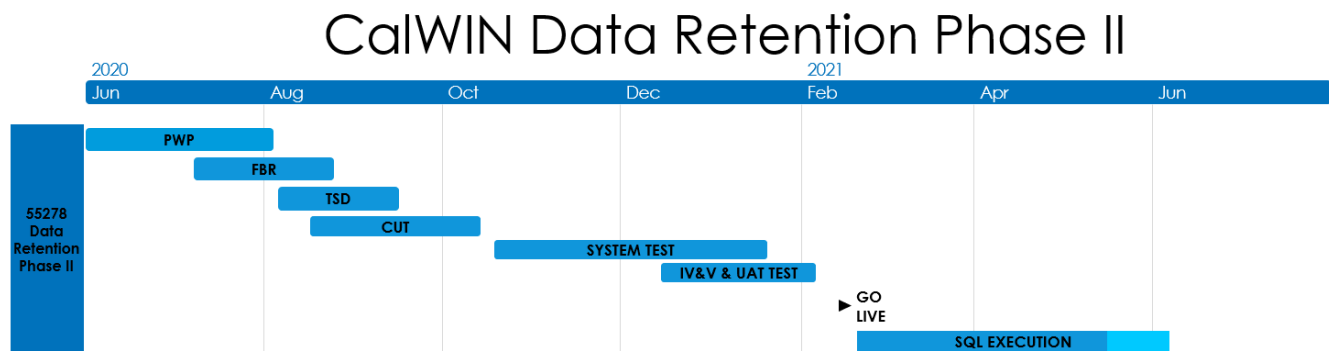 CalWIN Data Retention Phase II
2020 2021
Jun Aug Oct Dec Feb Apr Jun
55278
Data
Retention
Phase II
PWP
FBR
TSD
CUT
SYSTEM TEST
IV&V & UAT TEST
GO
LIVE
SQL EXECUTION